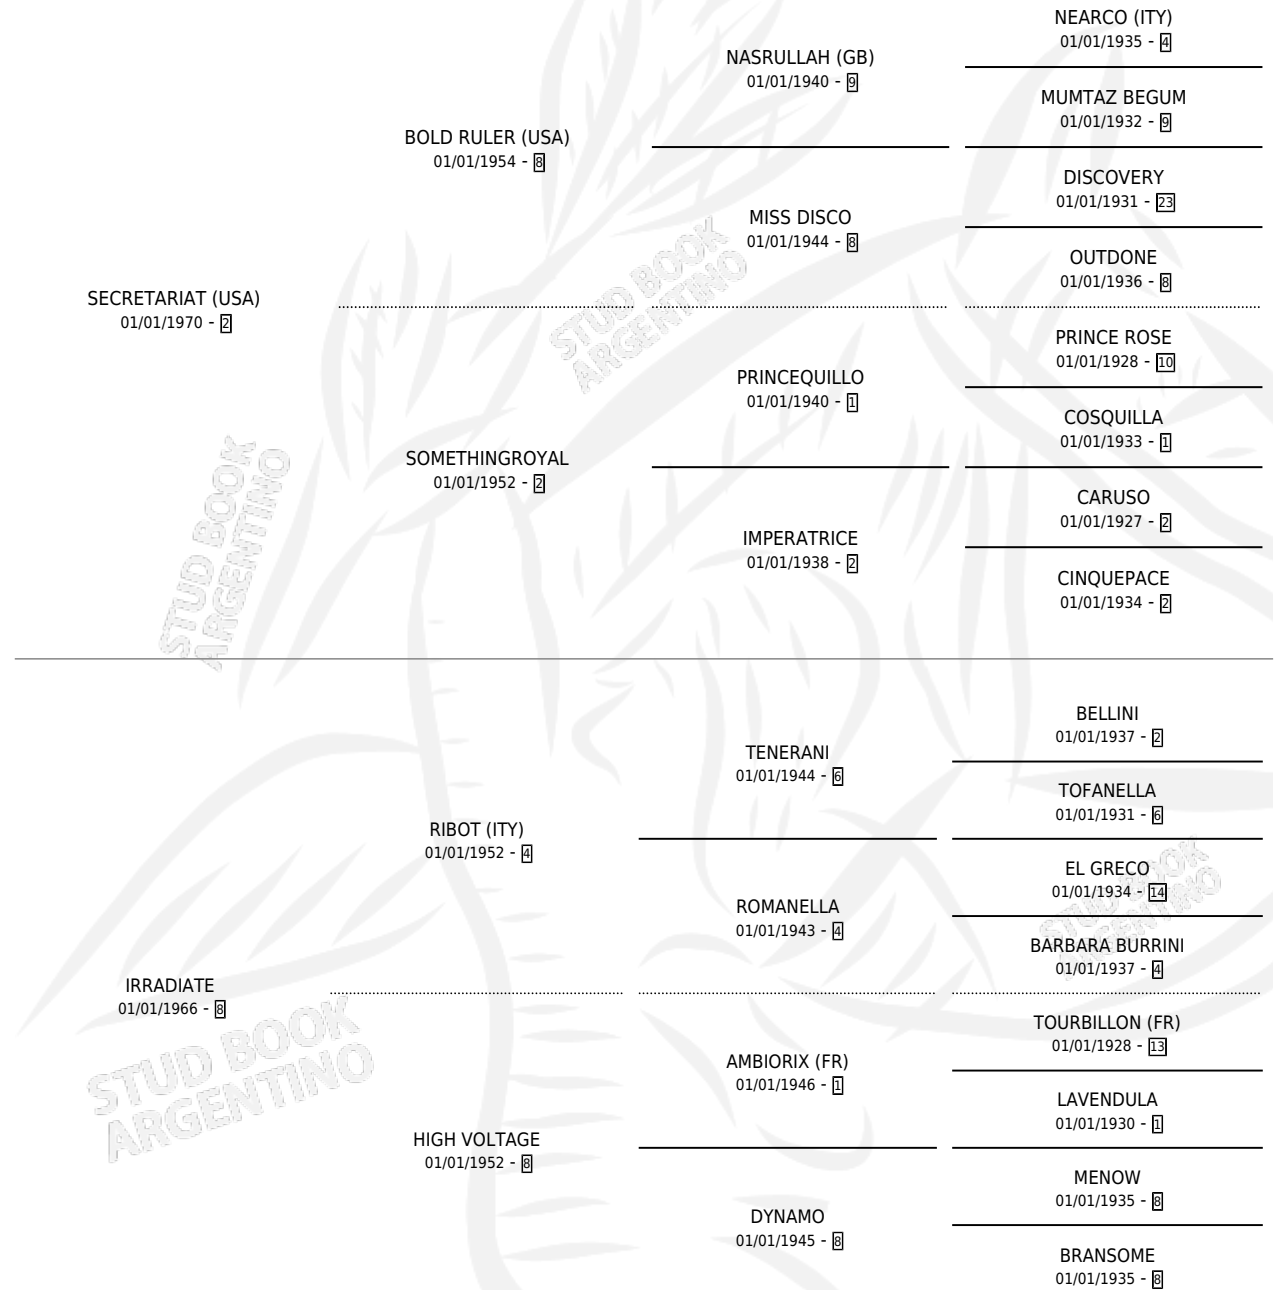 NEARCO (ITY)
01/01/1935 - 4
NASRULLAH (GB)
01/01/1940 - 9
MUMTAZ BEGUM
01/01/1932 - 9
BOLD RULER (USA)
01/01/1954 - 8
DISCOVERY
01/01/1931 - 23
MISS DISCO
01/01/1944 - 8
OUTDONE
01/01/1936 - 8
SECRETARIAT (USA)
01/01/1970 - 2
PRINCE ROSE
01/01/1928 - 10
PRINCEQUILLO
01/01/1940 - 1
COSQUILLA
01/01/1933 - 1
SOMETHINGROYAL
01/01/1952 - 2
CARUSO
01/01/1927 - 2
IMPERATRICE
01/01/1938 - 2
CINQUEPACE
01/01/1934 - 2
STUD BOOK
ARGENTINO
STUD BOOK
ARGENTINO
BELLINI
01/01/1937 - 2
TENERANI
01/01/1944 - 6
TOFANELLA
01/01/1931 - 6
RIBOT (ITY)
01/01/1952 - 4
EL GRECO
01/01/1934 - 14
ROMANELLA
01/01/1943 - 4
BARBARA BURRINI
01/01/1937 - 4
IRRADIATE
01/01/1966 - 8
TOURBILLON (FR)
01/01/1928 - 13
AMBIORIX (FR)
01/01/1946 - 1
LAVENDULA
01/01/1930 - 1
HIGH VOLTAGE
01/01/1952 - 8
MENOW
01/01/1935 - 8
DYNAMO
01/01/1945 - 8
BRANSOME
01/01/1935 - 8
STUD BOOK
ARGENTINO
STUD BOOK
ARGENTINO